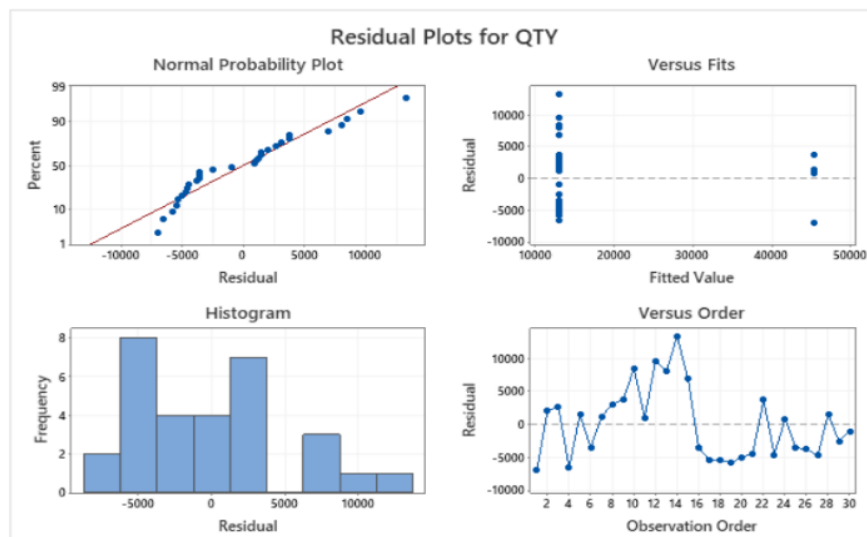 Residual Plots for QTY
Normal Probability Plot
99
90
50
10
1
Percent
-10000 -5000 0 5000 10000
Residual
Versus Fits
10000
5000
0
-5000
-10000
Residual
10000 20000 30000 40000 50000
Fitted Value
Histogram
8
6
4
2
0
Frequency
-5000 0 5000 10000
Residual
Versus Order
10000
5000
0
-5000
-10000
Residual
2 4 6 8 10 12 14 16 18 20 22 24 26 28 30
Observation Order